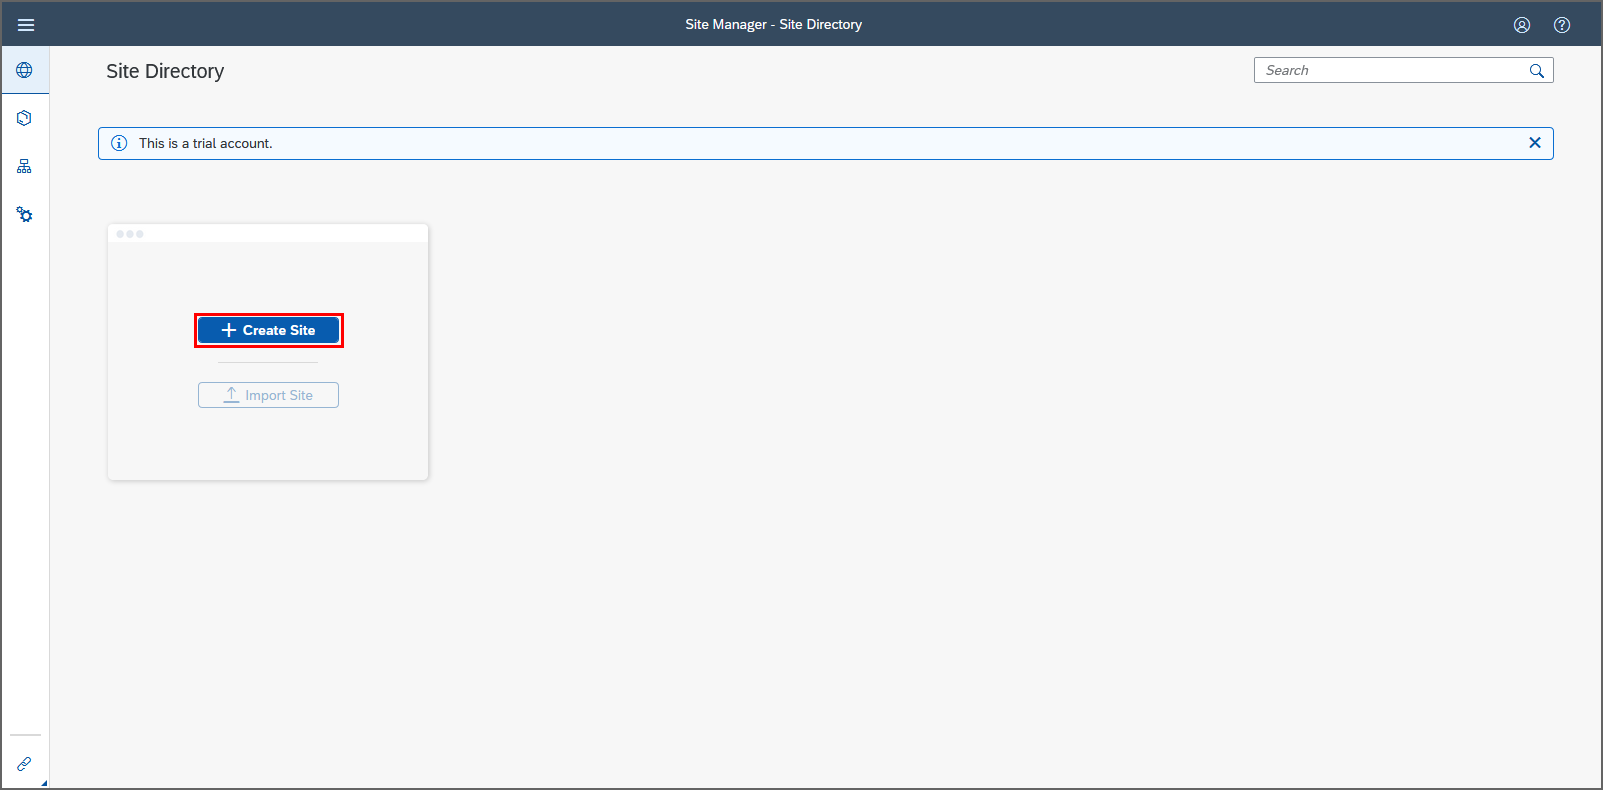 Site Manager - Site Directory
Site Directory
Search
This is a trial account.
Create Site
Import Site